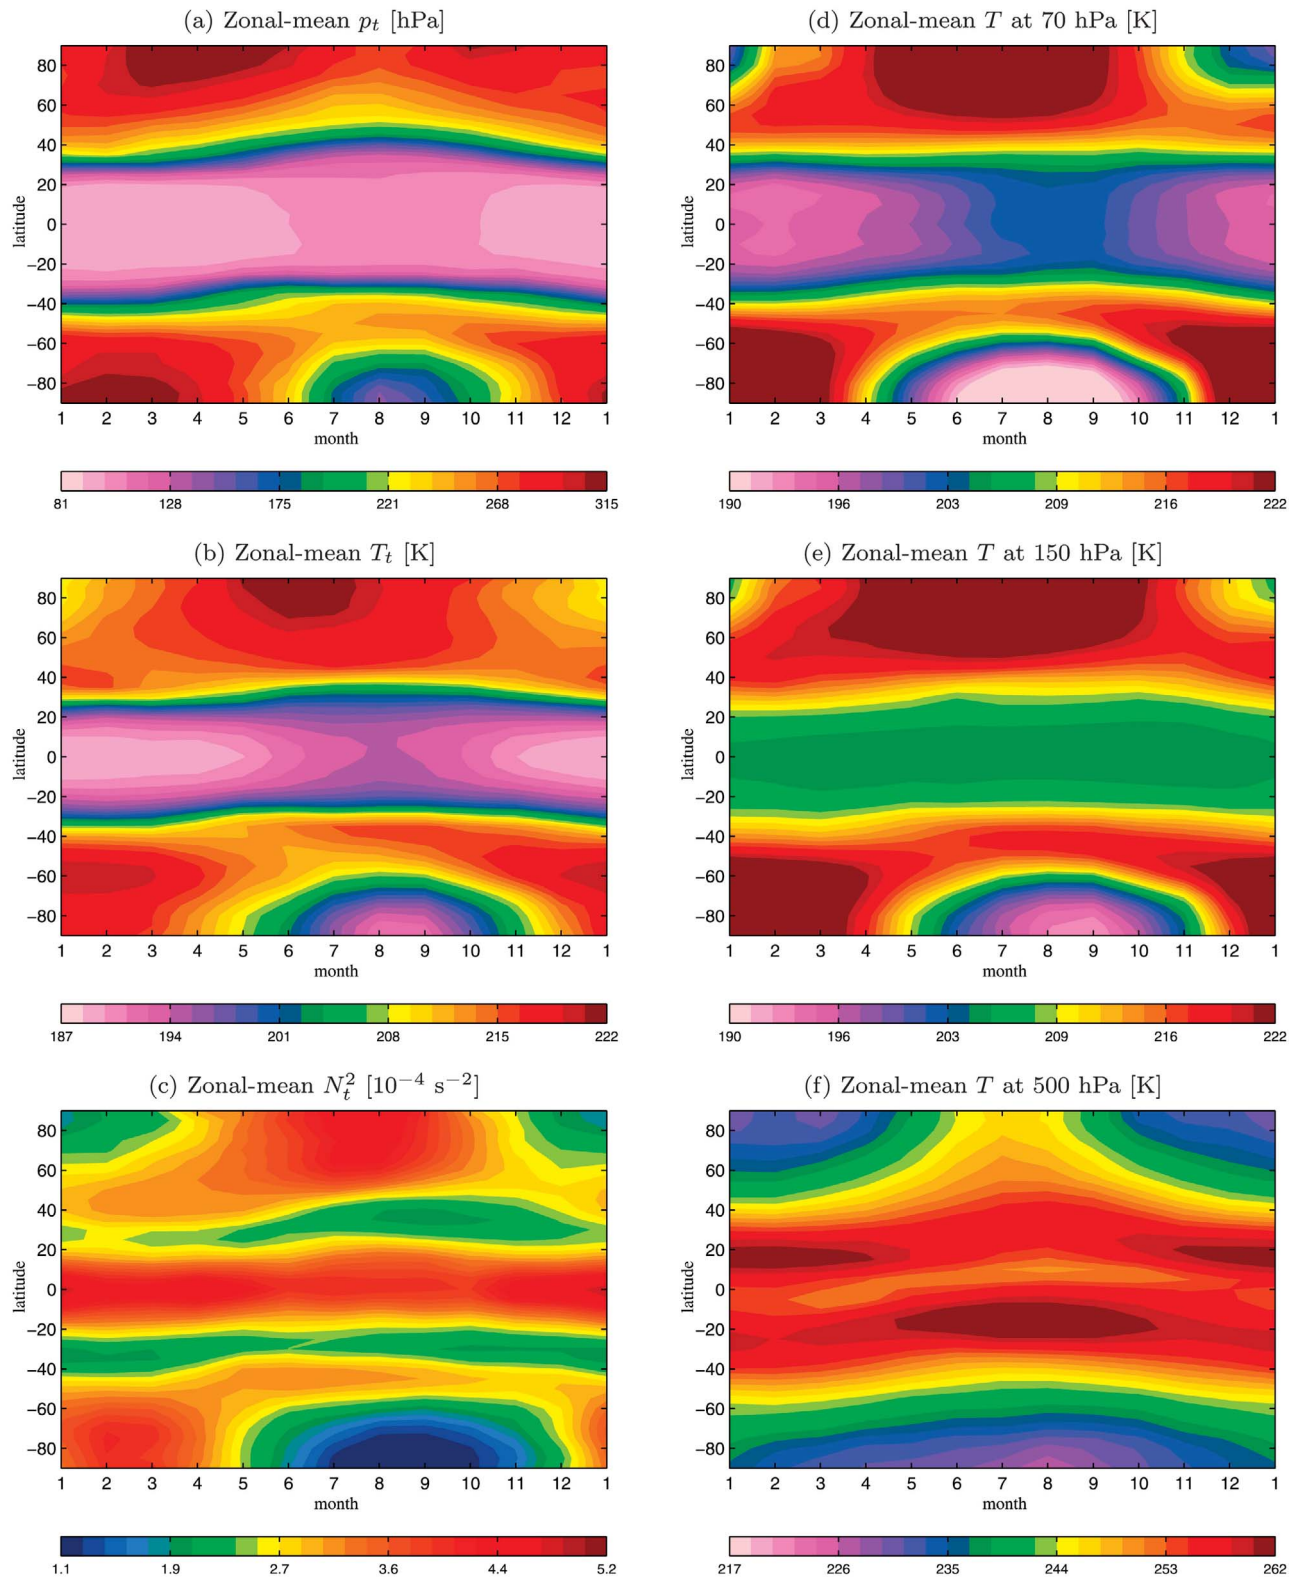 (a) Zonal-mean p_t [hPa]
80
60
40
20
0
−20
−40
−60
−80
latitude
1 2 3 4 5 6 7 8 9 10 11 12 1
month
81 128 175 221 268 315
(d) Zonal-mean T at 70 hPa [K]
80
60
40
20
0
−20
−40
−60
−80
latitude
1 2 3 4 5 6 7 8 9 10 11 12 1
month
190 196 203 209 216 222
(b) Zonal-mean T_t [K]
80
60
40
20
0
−20
−40
−60
−80
latitude
1 2 3 4 5 6 7 8 9 10 11 12 1
month
187 194 201 208 215 222
(e) Zonal-mean T at 150 hPa [K]
80
60
40
20
0
−20
−40
−60
−80
latitude
1 2 3 4 5 6 7 8 9 10 11 12 1
month
190 196 203 209 216 222
(c) Zonal-mean N_t^2 [10^−4 s^−2]
80
60
40
20
0
−20
−40
−60
−80
latitude
1 2 3 4 5 6 7 8 9 10 11 12 1
month
1.1 1.9 2.7 3.6 4.4 5.2
(f) Zonal-mean T at 500 hPa [K]
80
60
40
20
0
−20
−40
−60
−80
latitude
1 2 3 4 5 6 7 8 9 10 11 12 1
month
217 226 235 244 253 262